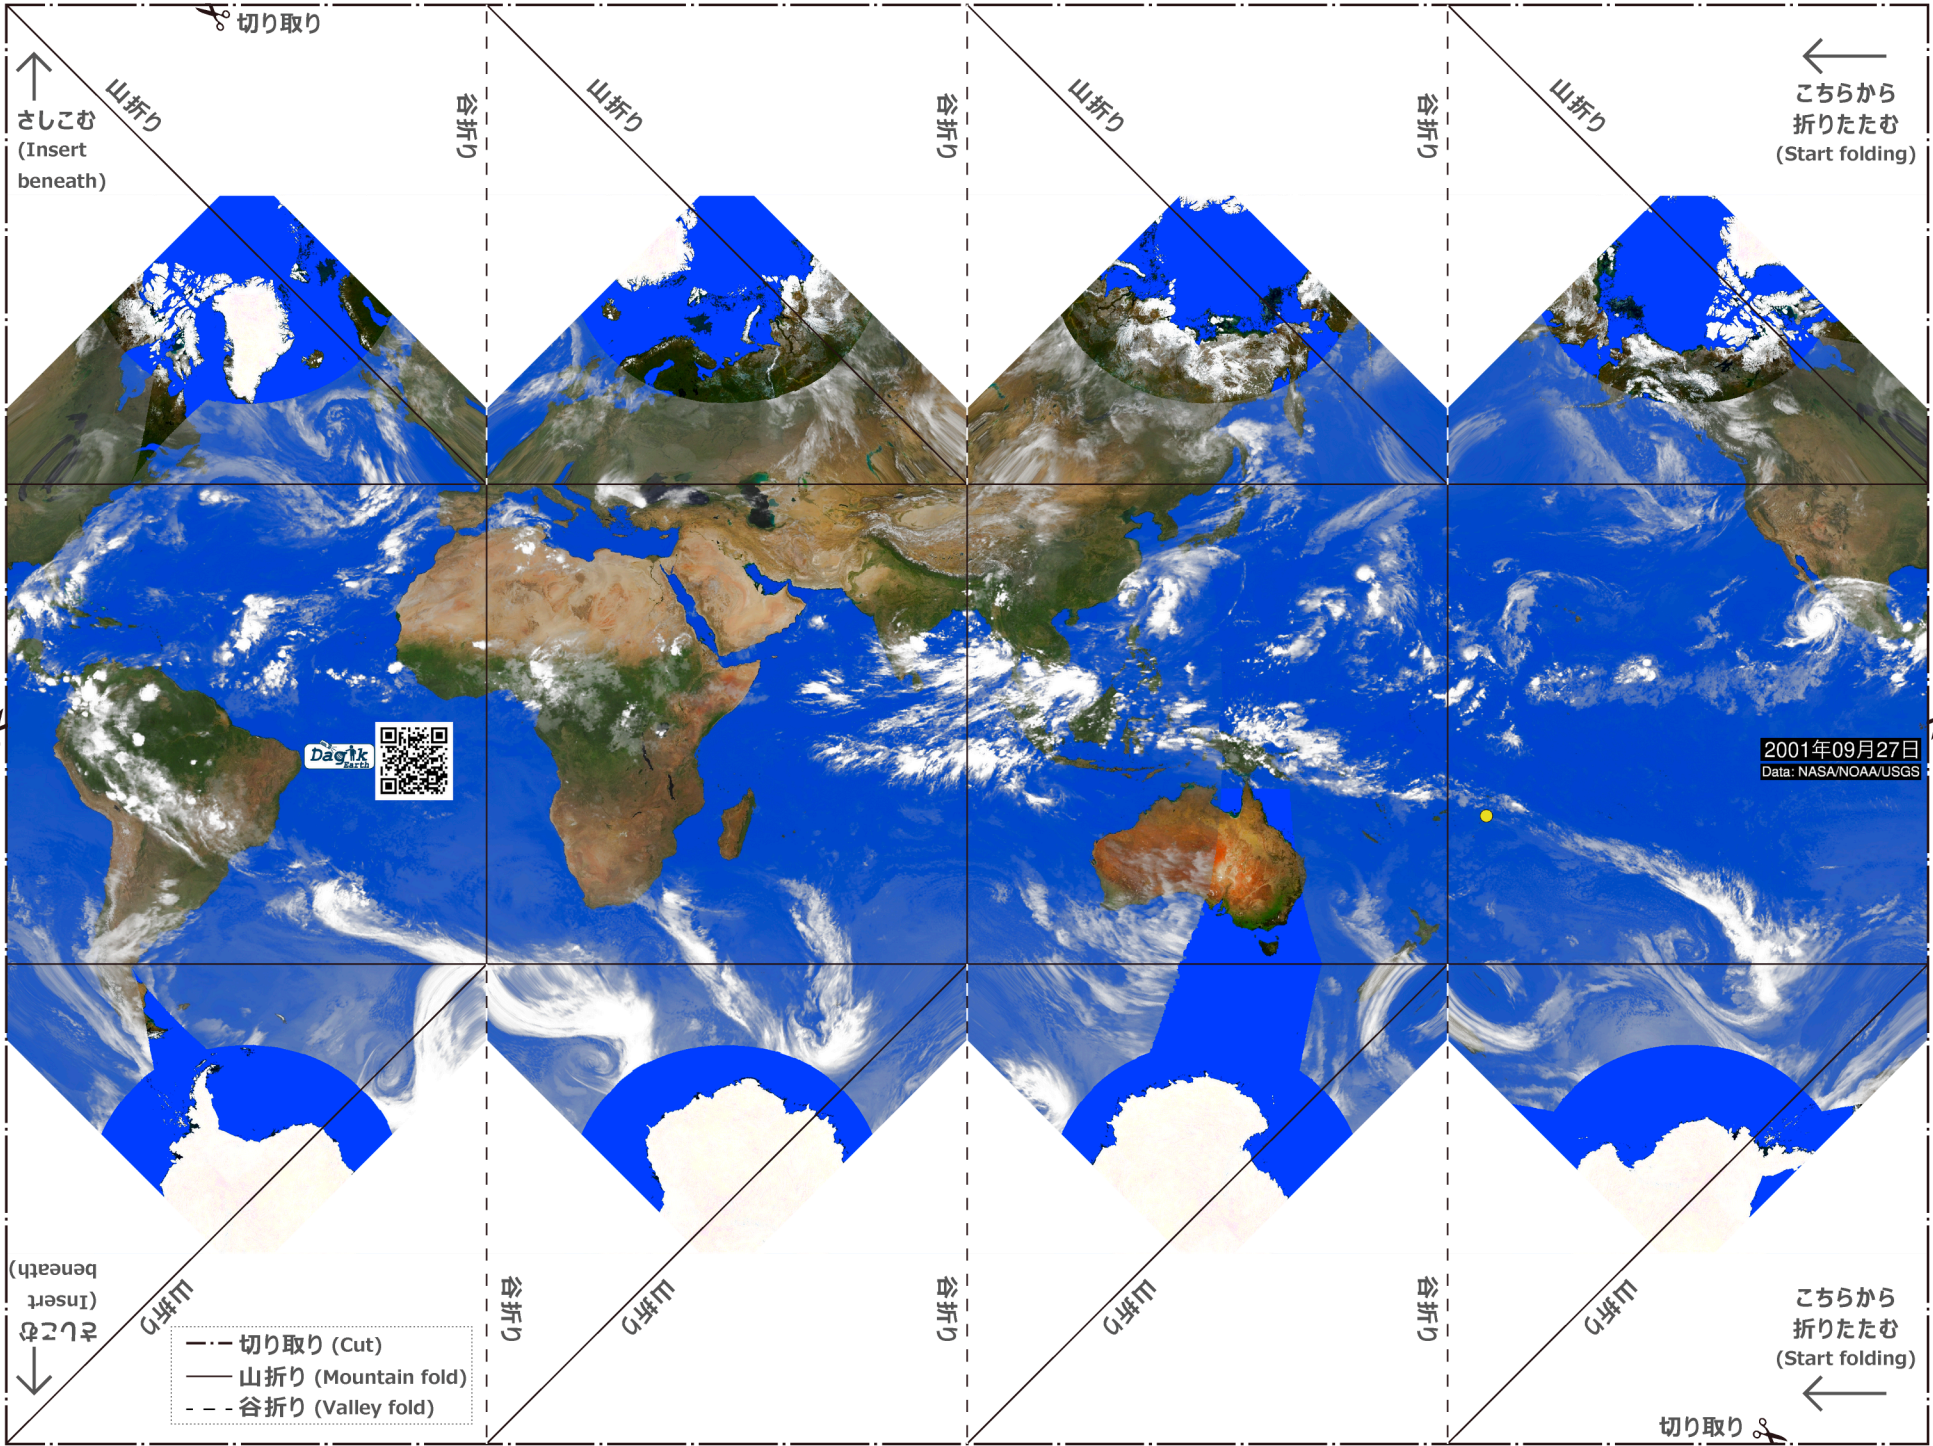 切り取り
山折り
谷折り
山折り
谷折り
山折り
谷折り
山折り
さしこむ
(Insert
beneath)
こちらから
折りたたむ
(Start folding)
Dagik
Earth
2001年09月27日
Data: NASA/NOAA/USGS
さしこむ
(Insert
beneath)
山折り
谷折り
山折り
谷折り
山折り
谷折り
山折り
こちらから
折りたたむ
(Start folding)
切り取り (Cut)
山折り (Mountain fold)
谷折り (Valley fold)
切り取り